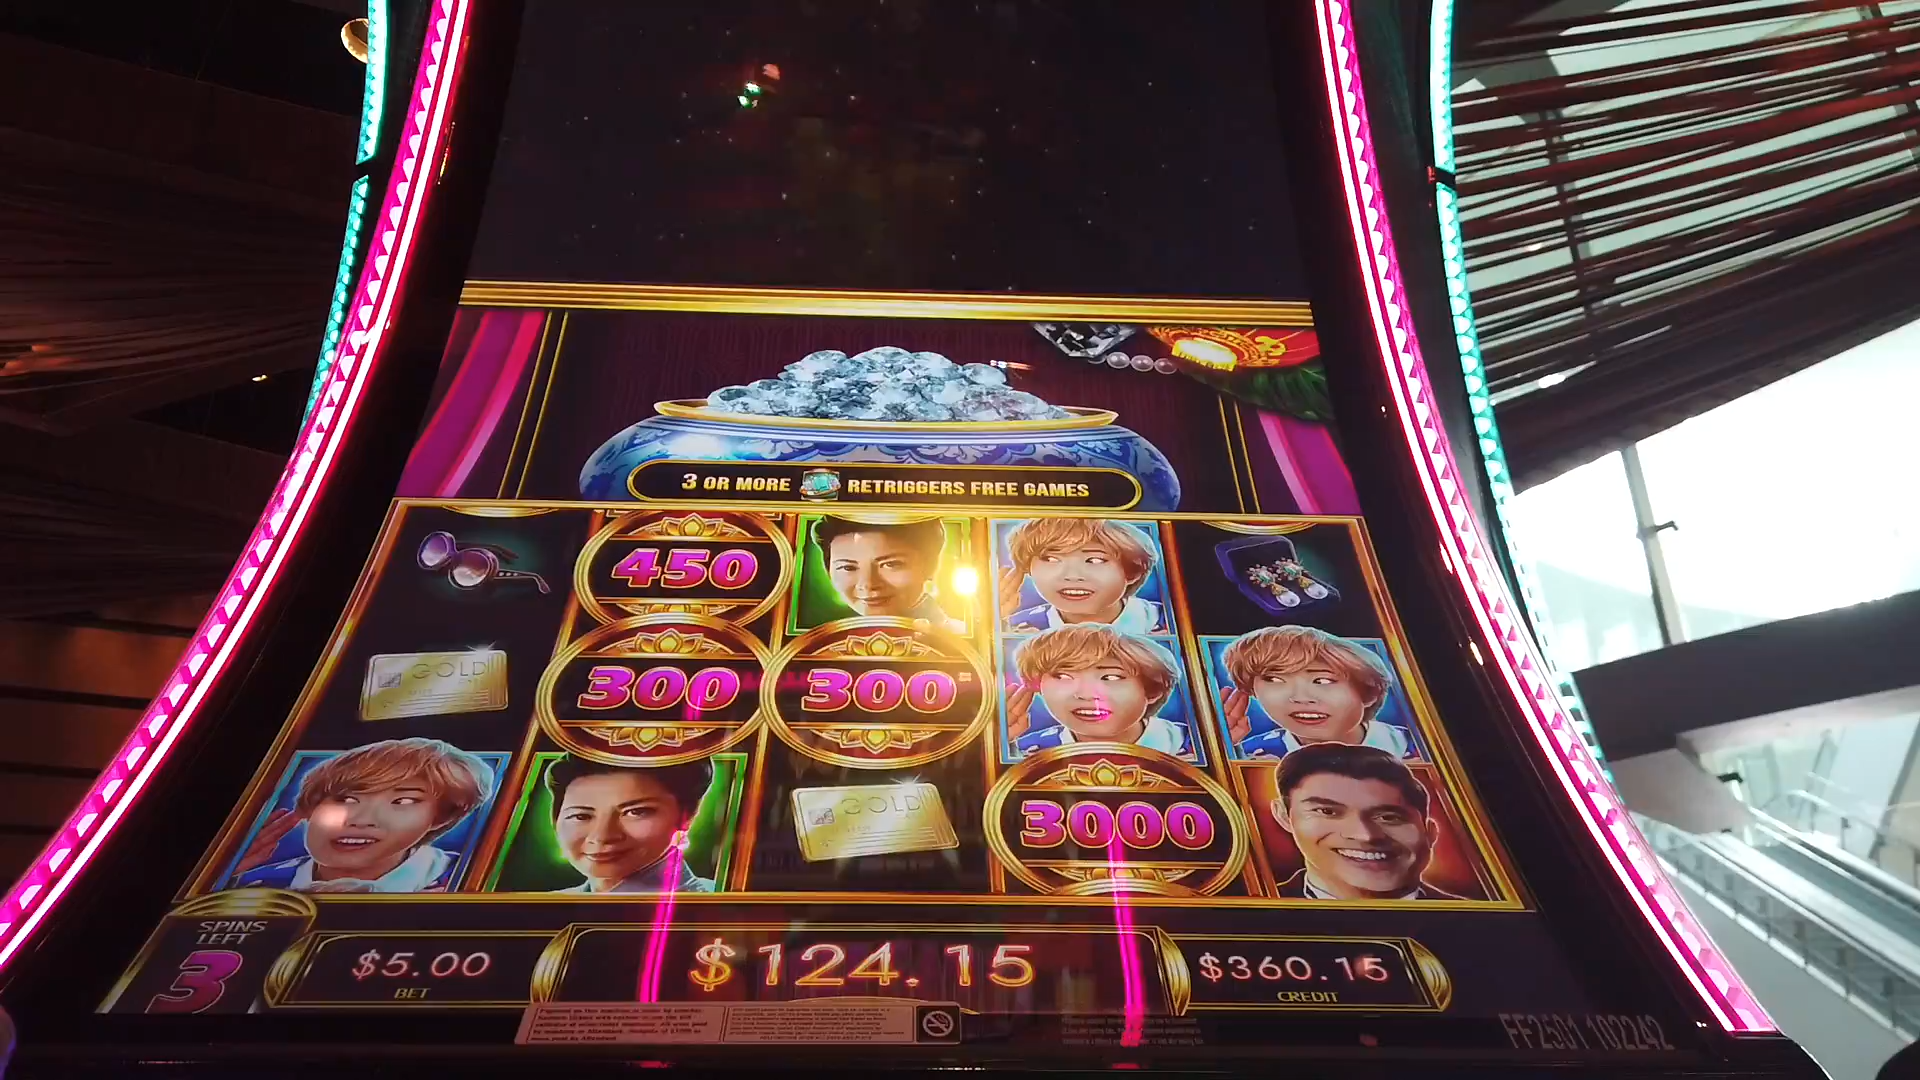 3 OR MORE RETRIGGERS FREE GAMES
450
GOLD
300
300
GOLD
3000
SPINS
LEFT
3
$5.00
BET
$124.15
$360.15
CREDIT
FF2501 102242